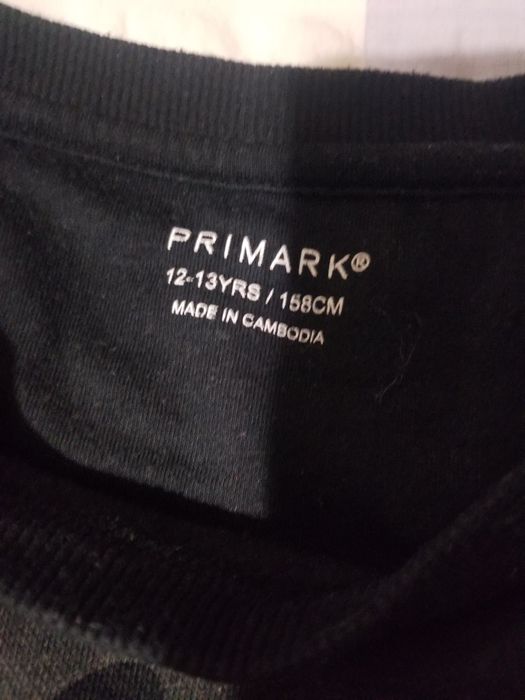 PRIMARK®
12-13YRS / 158CM
MADE IN CAMBODIA